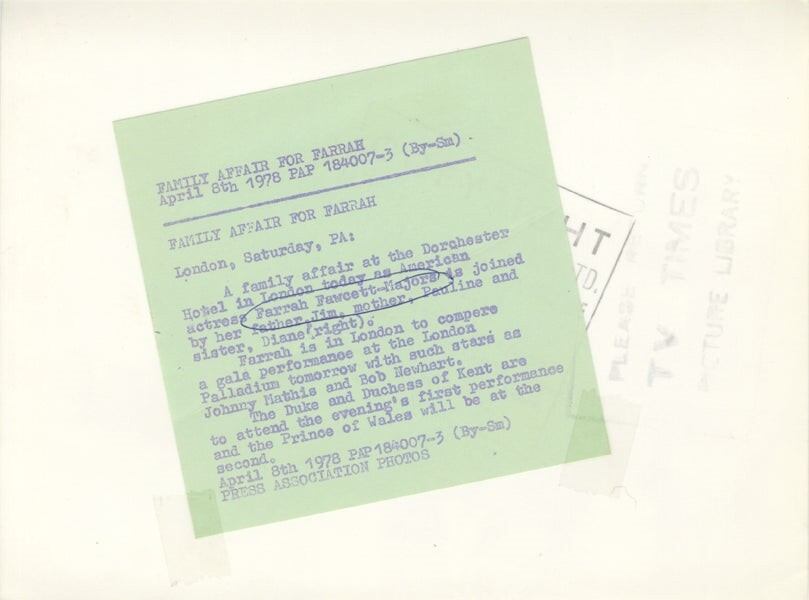 FAMILY AFFAIR FOR FARRAH
April 8th 1978 PAP 184007-3 (By-Sm)
FAMILY AFFAIR FOR FARRAH
London, Saturday, PA:
A family affair at the Dorchester
Hotel in London today as American
actress Farrah Fawcett-Majors is joined
by her father Jim, mother, Pauline and
sister, Diane(right).
Farrah is in London to compere
a gala performance at the London
Palladium tomorrow with such stars as
Johnny Mathis and Bob Newhart.
The Duke and Duchess of Kent are
to attend the evening's first performance
and the Prince of Wales will be at the
second.
April 8th 1978 PAP184007-3 (By-Sm)
PRESS ASSOCIATION PHOTOS
HT
TD.
PLEASE RETURN
TV TIMES
PICTURE LIBRARY